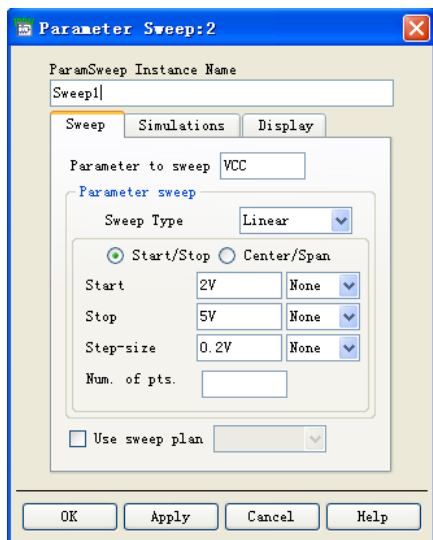 Parameter Sweep:2
ParamSweep Instance Name
Sweep1
Sweep Simulations Display
Parameter to sweep VCC
Parameter sweep
Sweep Type Linear
Start/Stop Center/Span
Start 2V None
Stop 5V None
Step-size 0.2V None
Num. of pts.
Use sweep plan
OK Apply Cancel Help